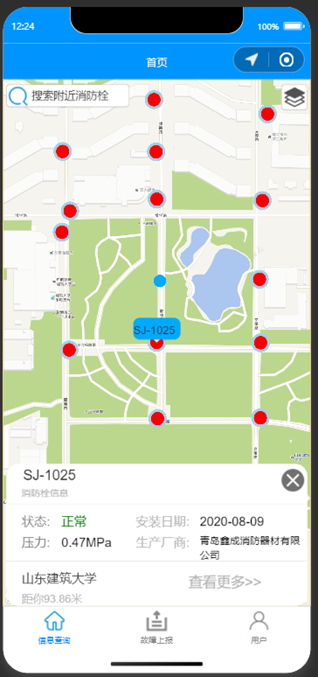 12:24 100%
首页
搜索附近消防栓
SJ-1025
SJ-1025
消防栓信息
状态: 正常 安装日期: 2020-08-09
压力: 0.47MPa 生产厂商: 青岛鑫成消防器材有限
公司
山东建筑大学 查看更多>>
距你93.86米
信息查询 故障上报 用户